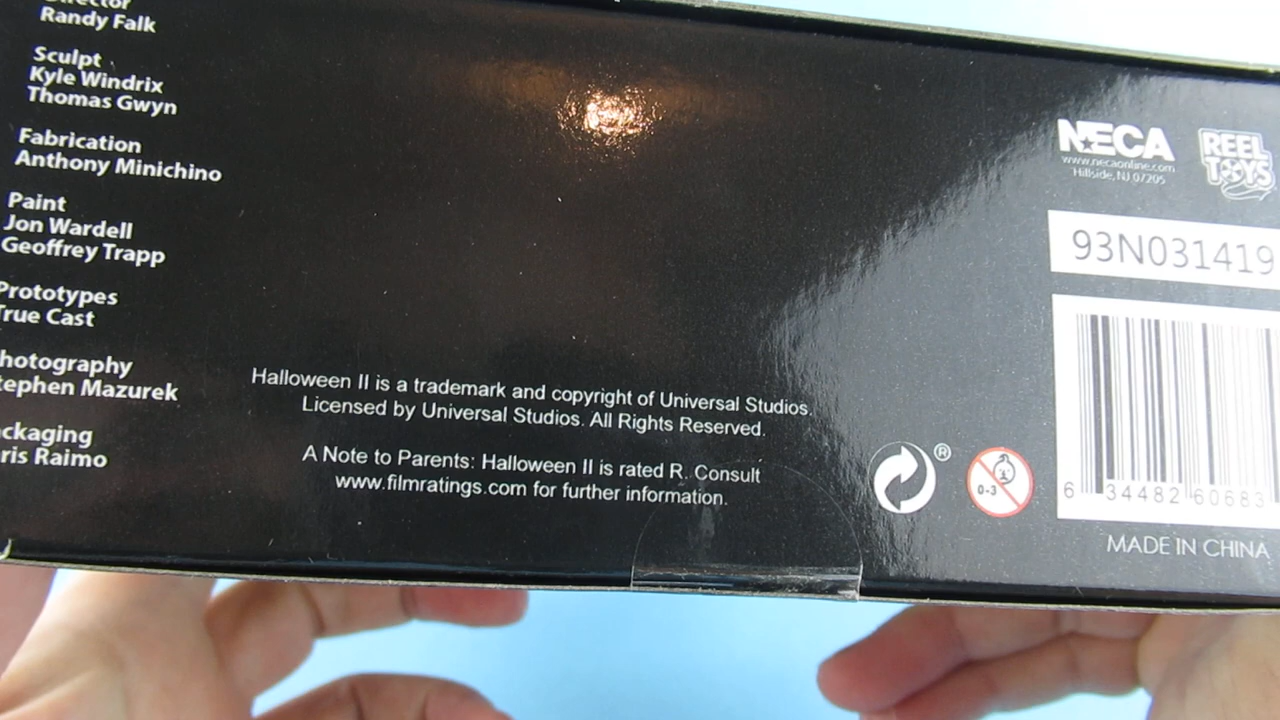 Director
Randy Falk
Sculpt
Kyle Windrix
Thomas Gwyn
Fabrication
Anthony Minichino
Paint
Jon Wardell
Geoffrey Trapp
Prototypes
True Cast
hotography
tephen Mazurek
ckaging
ris Raimo
Halloween II is a trademark and copyright of Universal Studios.
Licensed by Universal Studios. All Rights Reserved.
A Note to Parents: Halloween II is rated R. Consult
www.filmratings.com for further information.
®
0-3
NECA
www.necaonline.com
Hillside, NJ 07205
REEL
TOYS
93N031419
6 34482 60683
MADE IN CHINA